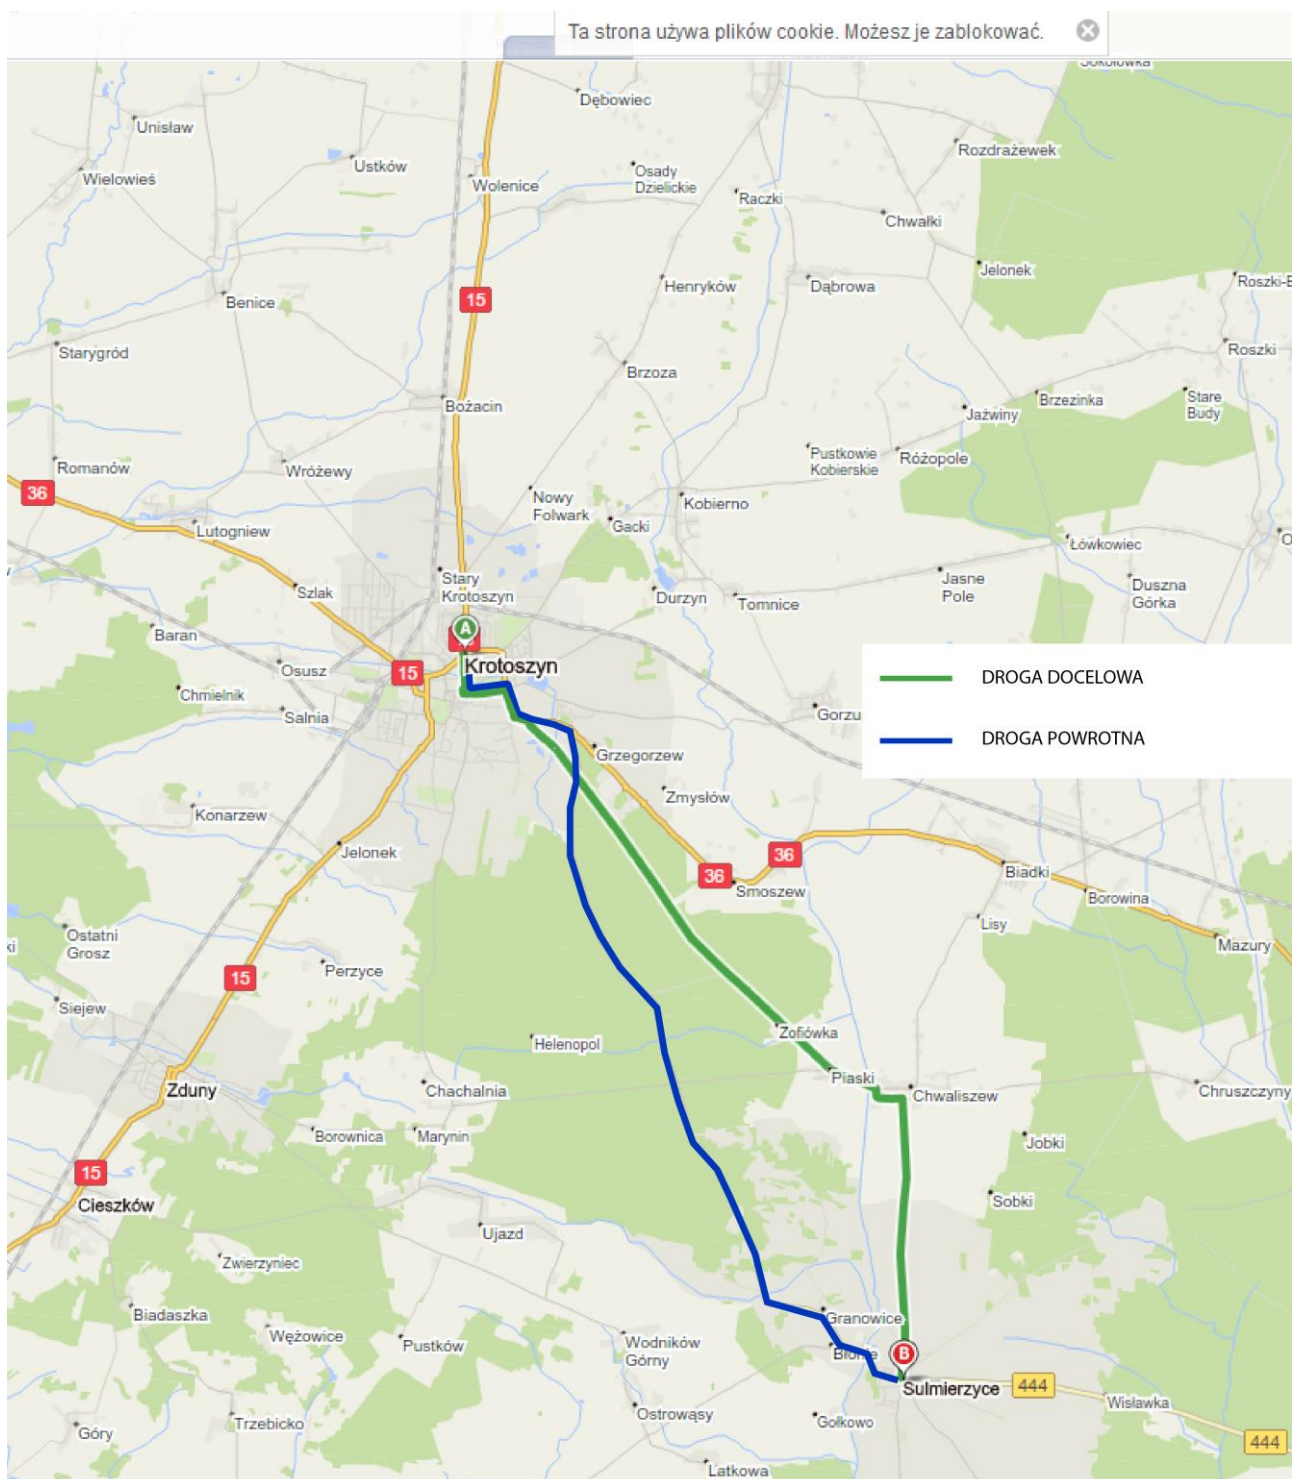 Ta strona używa plików cookie. Możesz je zablokować.
Sokołówka
Dębowiec
Unisław
Rozdrażewek
Ustków
Osady
Dzielickie
Wielowieś
Wolenice
Raczki
Chwałki
Jelonek
Roszki-B
Henryków
Dąbrowa
Benice
15
Starygród
Roszki
Brzoza
Brzezinka
Stare
Budy
Bożacin
Jaźwiny
Pustkowie
Kobierskie
Różopole
Romanów
Wróżewy
36
Nowy
Folwark
Kobierno
Gacki
Lutogniew
Łówkowiec
Stary
Krotoszyn
Jasne
Pole
Duszna
Górka
Szlak
Durzyn
Tomnice
A
Baran
Krotoszyn
Osusz
15
DROGA DOCELOWA
Chmielnik
Salnia
Gorzu
DROGA POWROTNA
Grzegorzew
Zmysłów
Konarzew
Jelonek
36
36
Smoszew
Biadki
Borowina
Lisy
Ostatni
Grosz
Mazury
Perzyce
15
Siejew
Zofiówka
Helenopol
Piaski
Zduny
Chachalnia
Chwaliszew
Chruszczyny
Borownica
Marynin
Jobki
15
Cieszków
Sobki
Ujazd
Zwierzyniec
Biadaszka
Granowice
Wężowice
Pustków
Wodników
Górny
Błonie
B
Sulmierzyce
444
Wisławka
Ostrowąsy
Gołkowo
Trzebicko
Góry
444
Latkowa